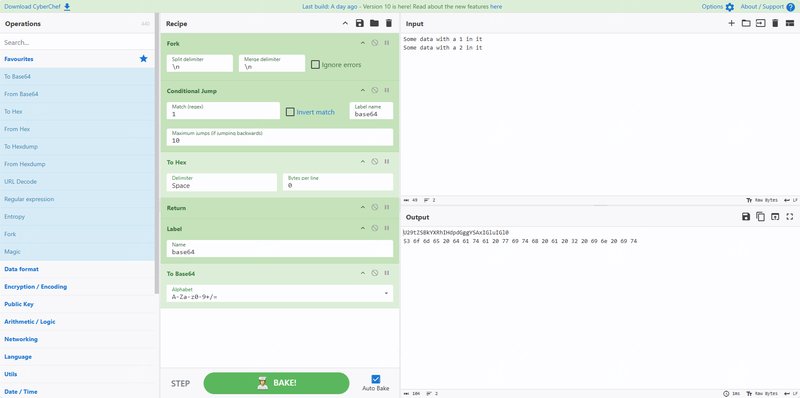 Download CyberChef
Last build: A day ago - Version 10 is here! Read about the new features here
Options
About / Support
Operations
440
Search...
Favourites
To Base64
From Base64
To Hex
From Hex
To Hexdump
From Hexdump
URL Decode
Regular expression
Entropy
Fork
Magic
Data format
Encryption / Encoding
Public Key
Arithmetic / Logic
Networking
Language
Utils
Date / Time
Recipe
Fork
Split delimiter
\n
Merge delimiter
\n
Ignore errors
Conditional Jump
Match (regex)
1
Invert match
Label name
base64
Maximum jumps (if jumping backwards)
10
To Hex
Delimiter
Space
Bytes per line
0
Return
Label
Name
base64
To Base64
Alphabet
A-Za-z0-9+/=
STEP
BAKE!
Auto Bake
Input
Some data with a 1 in it
Some data with a 2 in it
49
2
Raw Bytes
LF
Output
U29tZSBkYXRhIHdpdGggYSAxIGluIGl0
53 6f 6d 65 20 64 61 74 61 20 77 69 74 68 20 61 20 32 20 69 6e 20 69 74
104
2
1ms
Raw Bytes
LF